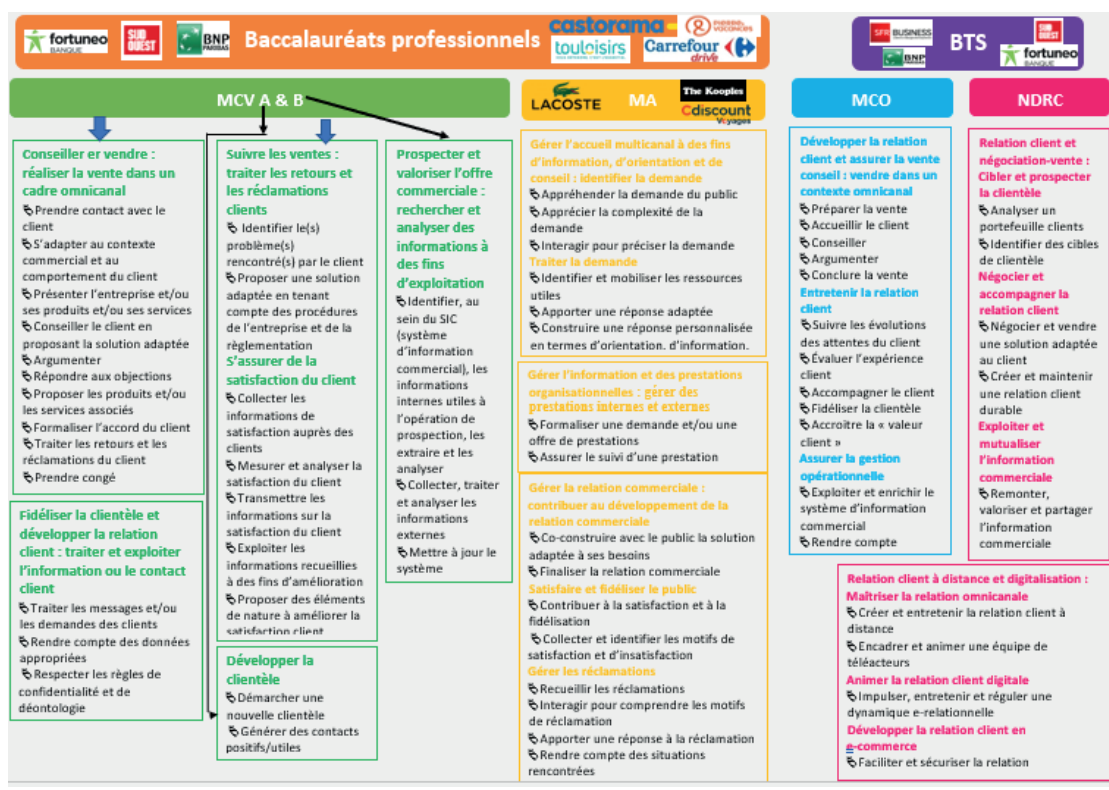 fortuneo
BANQUE
SUD
OUEST
BNP
PARIBAS
Baccalauréats professionnels
castorama
touloisirs
Carrefour
drive
vacances
SFR BUSINESS
BNP
BTS
SUD
OUEST
fortuneo
BANQUE
MCV A & B
LACOSTE
MA
The Kooples
Cdiscount
Voyages
MCO
NDRC
Conseiller er vendre :
réaliser la vente dans un
cadre omnicanal
Prendre contact avec le
client
S'adapter au contexte
commercial et au
comportement du client
Présenter l'entreprise et/ou
ses produits et/ou ses services
Conseiller le client en
proposant la solution adaptée
Argumenter
Répondre aux objections
Proposer les produits et/ou
les services associés
Formaliser l'accord du client
Traiter les retours et les
réclamations du client
Prendre congé
Fidéliser la clientèle et
développer la relation
client : traiter et exploiter
l'information ou le contact
client
Traiter les messages et/ou
les demandes des clients
Rendre compte des données
appropriées
Respecter les règles de
confidentialité et de
déontologie
Suivre les ventes :
traiter les retours et
les réclamations
clients
Identifier le(s)
problème(s)
rencontré(s) par le client
Proposer une solution
adaptée en tenant
compte des procédures
de l'entreprise et de la
règlementation
S'assurer de la
satisfaction du client
Collecter les
informations de
satisfaction auprès des
clients
Mesurer et analyser la
satisfaction du client
Transmettre les
informations sur la
satisfaction du client
Exploiter les
informations recueillies
à des fins d'amélioration
Proposer des éléments
de nature à améliorer la
satisfaction client
Développer la
clientèle
Démarcher une
nouvelle clientèle
Générer des contacts
positifs/utiles
Prospecter et
valoriser l'offre
commerciale :
rechercher et
analyser des
informations à
des fins
d'exploitation
Identifier, au
sein du SIC
(système
d'information
commercial), les
informations
internes utiles à
l'opération de
prospection, les
extraire et les
analyser
Collecter, traiter
et analyser les
informations
externes
Mettre à jour le
système
Gérer l'accueil multicanal à des fins
d'information, d'orientation et de
conseil : identifier la demande
Appréhender la demande du public
Apprécier la complexité de la
demande
Interagir pour préciser la demande
Traiter la demande
Identifier et mobiliser les ressources
utiles
Apporter une réponse adaptée
Construire une réponse personnalisée
en termes d'orientation. d'information.
Gérer l'information et des prestations
organisationnelles : gérer des
prestations internes et externes
Formaliser une demande et/ou une
offre de prestations
Assurer le suivi d'une prestation
Gérer la relation commerciale :
contribuer au développement de la
relation commerciale
Co-construire avec le public la solution
adaptée à ses besoins
Finaliser la relation commerciale
Satisfaire et fidéliser le public
Contribuer à la satisfaction et à la
fidélisation
Collecter et identifier les motifs de
satisfaction et d'insatisfaction
Gérer les réclamations
Recueillir les réclamations
Interagir pour comprendre les motifs
de réclamation
Apporter une réponse à la réclamation
Rendre compte des situations
rencontrées
Développer la relation
client et assurer la vente
conseil : vendre dans un
contexte omnicanal
Préparer la vente
Accueillir le client
Conseiller
Argumenter
Conclure la vente
Entretenir la relation
client
Suivre les évolutions
des attentes du client
Évaluer l'expérience
client
Accompagner le client
Fidéliser la clientèle
Accroitre la « valeur
client »
Assurer la gestion
opérationnelle
Exploiter et enrichir le
système d'information
commercial
Rendre compte
Relation client et
négociation-vente :
Cibler et prospecter
la clientèle
Analyser un
portefeuille clients
Identifier des cibles
de clientèle
Négocier et
accompagner la
relation client
Négocier et vendre
une solution adaptée
au client
Créer et maintenir
une relation client
durable
Exploiter et
mutualiser
l'information
commerciale
Remonter,
valoriser et partager
l'information
commerciale
Relation client à distance et digitalisation :
Maîtriser la relation omnicanale
Créer et entretenir la relation client à
distance
Encadrer et animer une équipe de
téléacteurs
Animer la relation client digitale
Impulser, entretenir et réguler une
dynamique e-relationnelle
Développer la relation client en
e-commerce
Faciliter et sécuriser la relation